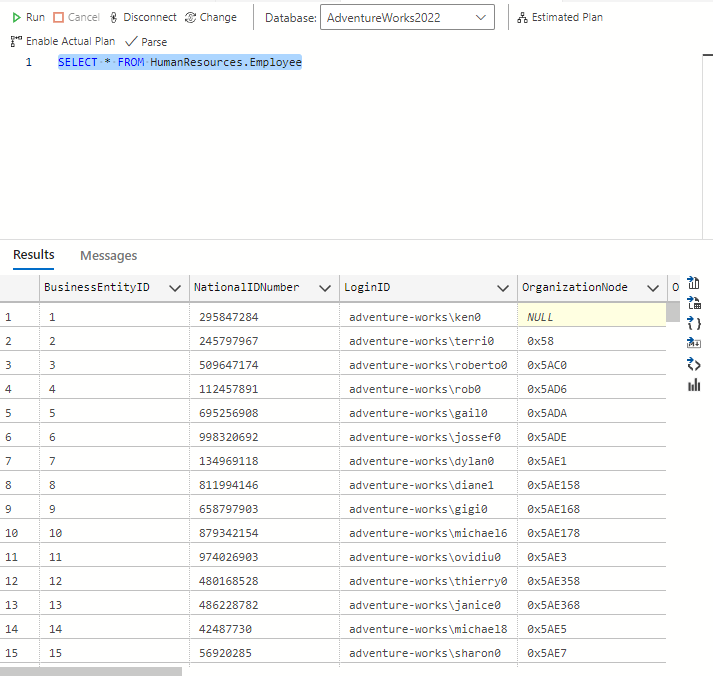 Run Cancel Disconnect Change Database: AdventureWorks2022 Estimated Plan
Enable Actual Plan Parse
1 SELECT * FROM HumanResources.Employee
Results Messages
BusinessEntityID NationalIDNumber LoginID OrganizationNode O
1 1 295847284 adventure-works\ken0 NULL
2 2 245797967 adventure-works\terri0 0x58
3 3 509647174 adventure-works\roberto0 0x5AC0
4 4 112457891 adventure-works\rob0 0x5AD6
5 5 695256908 adventure-works\gail0 0x5ADA
6 6 998320692 adventure-works\jossef0 0x5ADE
7 7 134969118 adventure-works\dylan0 0x5AE1
8 8 811994146 adventure-works\diane1 0x5AE158
9 9 658797903 adventure-works\gigi0 0x5AE168
10 10 879342154 adventure-works\michael6 0x5AE178
11 11 974026903 adventure-works\ovidiu0 0x5AE3
12 12 480168528 adventure-works\thierry0 0x5AE358
13 13 486228782 adventure-works\janice0 0x5AE368
14 14 42487730 adventure-works\michael8 0x5AE5
15 15 56920285 adventure-works\sharon0 0x5AE7